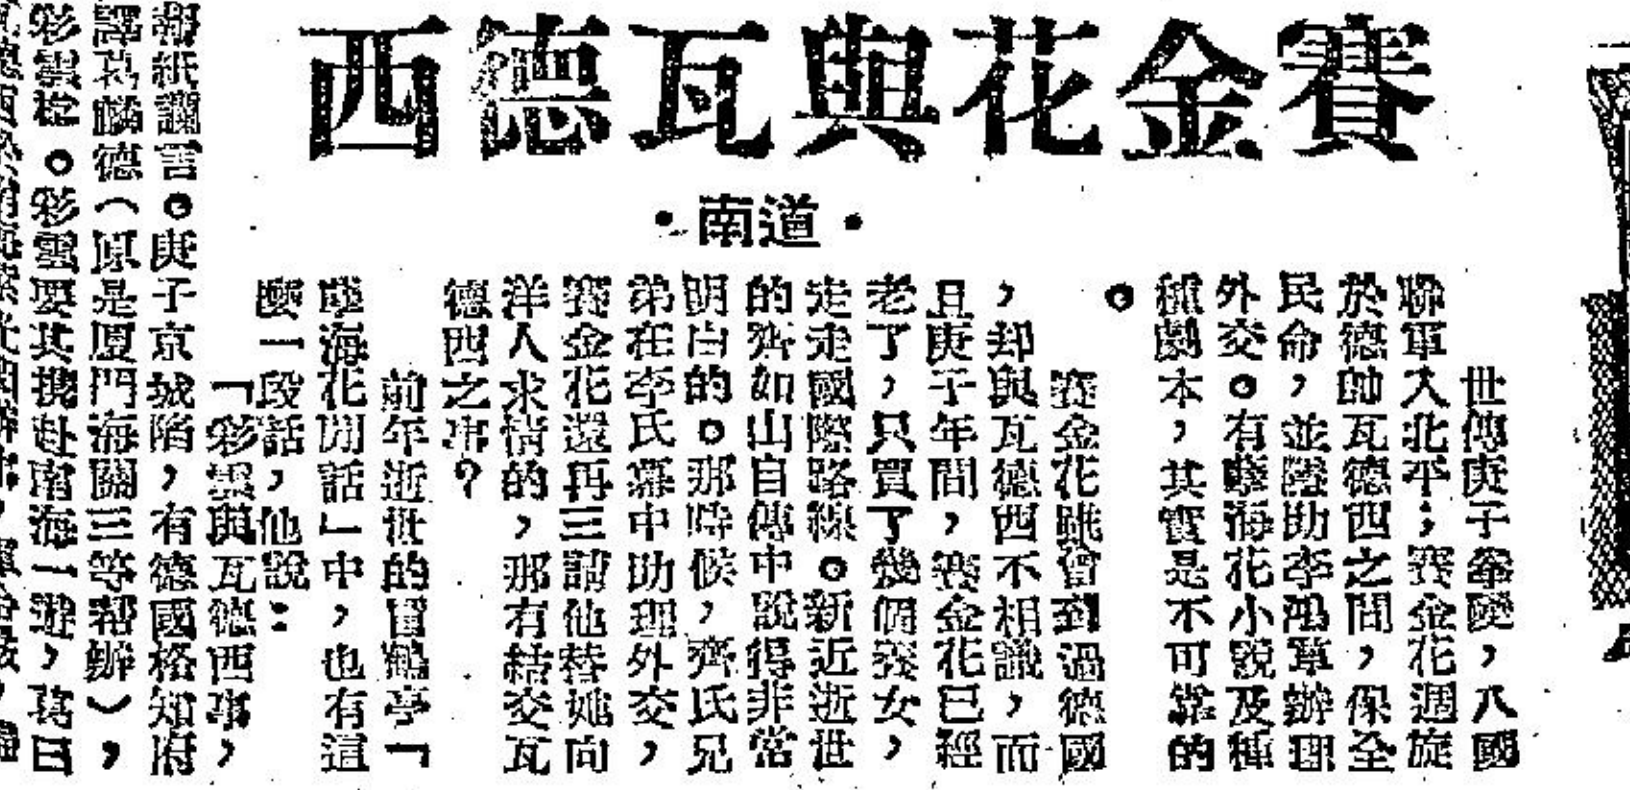 賽金花與瓦德西
·道南·
世傳庚子拳變,八國
聯軍入北平,賽金花週旋
於德帥瓦德西之間,保全
民命,並助李鴻章辦理
外交。有孽海花小說及種
種劇本,其實是不可靠的
。
賽金花雖曾到過德國
,却與瓦德西不相識,而
且庚子年間,賽金花已經
老了,只買了幾個養女,
走走國際路線。新近逝世
的齊如山自傳中說得非常
明白的。那時候,齊氏兄
弟在李氏幕中助理外交,
賽金花還再三請他替她向
洋人求情的,那有結交瓦
德西之事?
前年逝世的冒鶴亭「
孽海花閒話」中,也有這
麼一段話,他說:
「彩雲與瓦德西事,
報紙讕言。庚子京城陷,有德國格知府
譯葛麟德(原是厦門海關三等幫辦),
彩雲稔。彩雲要其攜赴南海一遊,葛曰